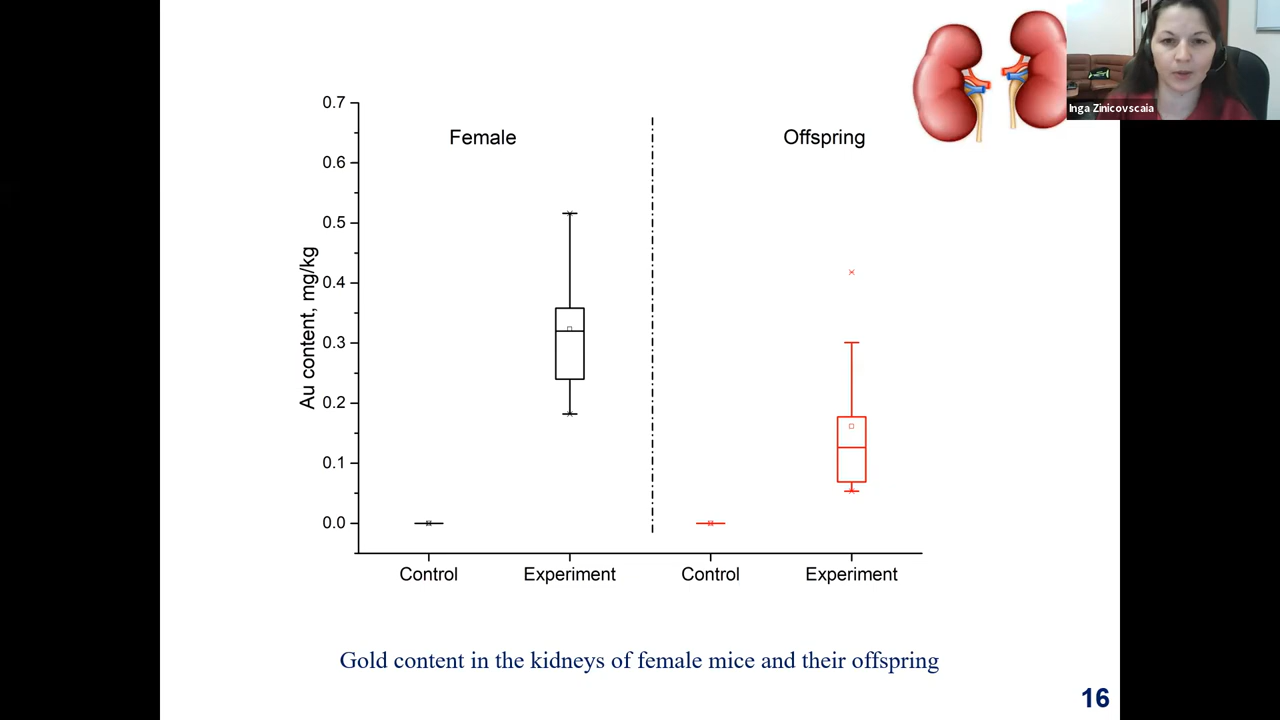 Inga Zinicovscaia
Female
Offspring
Au content, mg/kg
0.7
0.6
0.5
0.4
0.3
0.2
0.1
0.0
Control
Experiment
Control
Experiment
Gold content in the kidneys of female mice and their offspring
16